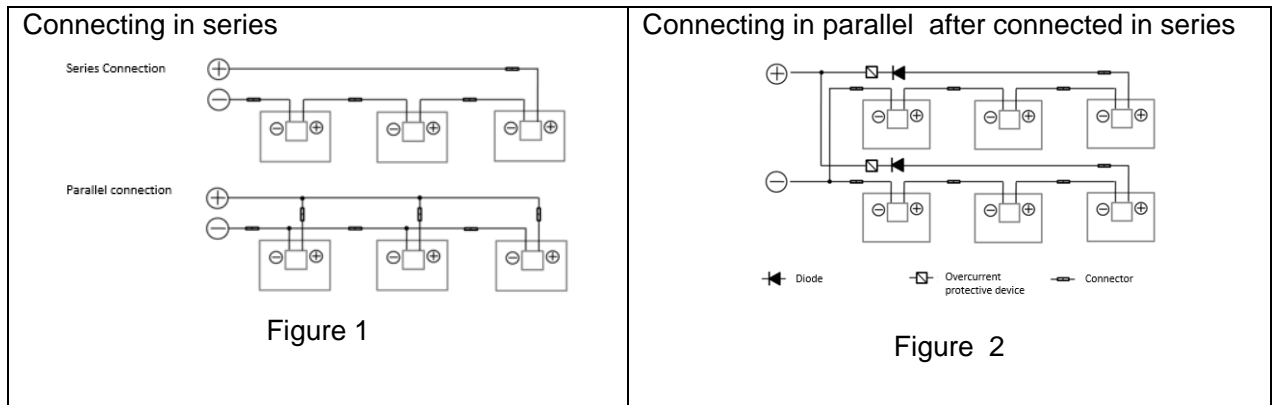 Connecting in series
Series Connection
Parallel connection
Figure 1
Connecting in parallel after connected in series
Diode
Overcurrent
protective device
Connector
Figure 2